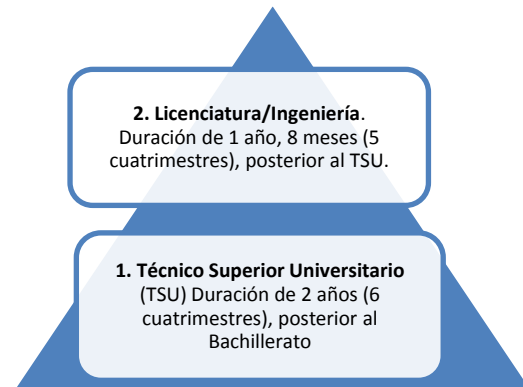 2. Licenciatura/Ingeniería.
Duración de 1 año, 8 meses (5
cuatrimestres), posterior al TSU.
1. Técnico Superior Universitario
(TSU) Duración de 2 años (6
cuatrimestres), posterior al
Bachillerato